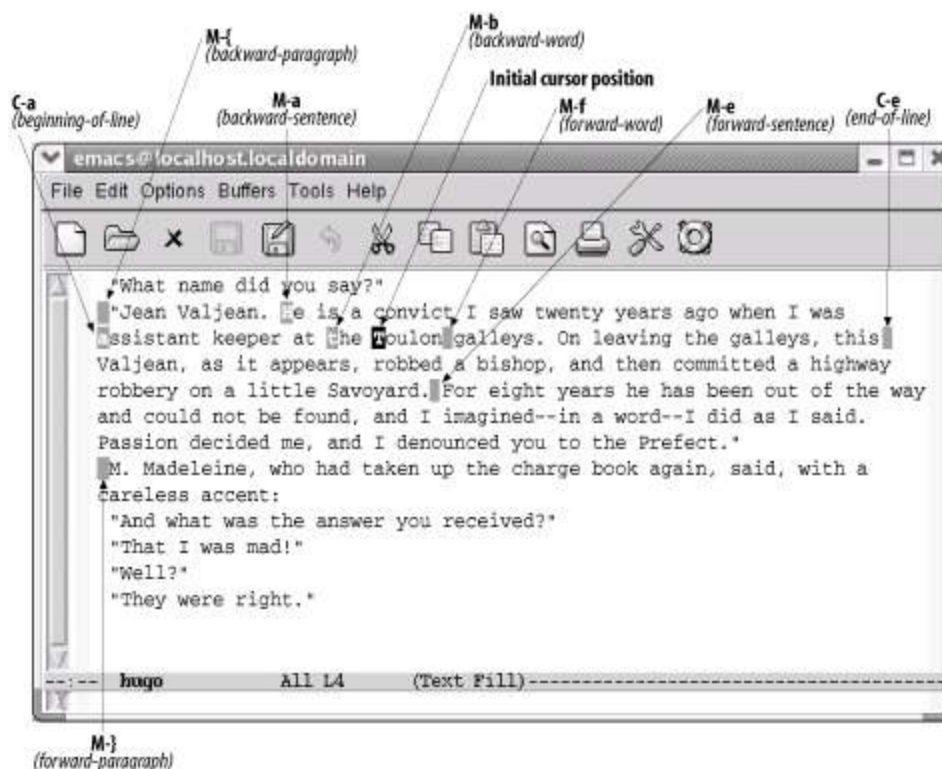 M-{
(backward-paragraph)
M-b
(backward-word)
Initial cursor position
C-a
(beginning-of-line)
M-a
(backward-sentence)
M-f
(forward-word)
M-e
(forward-sentence)
C-e
(end-of-line)
emacs@localhost.localdomain
File Edit Options Buffers Tools Help
"What name did you say?"
"Jean Valjean. He is a convict I saw twenty years ago when I was
assistant keeper at the Toulon galleys. On leaving the galleys, this
Valjean, as it appears, robbed a bishop, and then committed a highway
robbery on a little Savoyard. For eight years he has been out of the way
and could not be found, and I imagined--in a word--I did as I said.
Passion decided me, and I denounced you to the Prefect."
M. Madeleine, who had taken up the charge book again, said, with a
careless accent:
"And what was the answer you received?"
"That I was mad!"
"Well?"
"They were right."
--:-- hugo All L4 (Text Fill)--------------------------------------
M-}
(forward-paragraph)